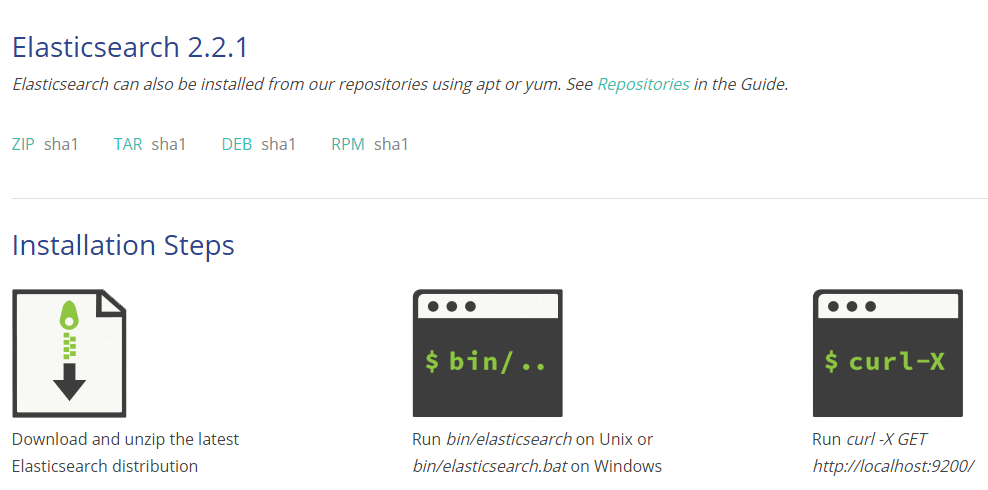 Elasticsearch 2.2.1
Elasticsearch can also be installed from our repositories using apt or yum. See Repositories in the Guide.
ZIP sha1 TAR sha1 DEB sha1 RPM sha1
Installation Steps
$ bin/..
$ curl-X
Download and unzip the latest
Elasticsearch distribution
Run bin/elasticsearch on Unix or
bin/elasticsearch.bat on Windows
Run curl -X GET
http://localhost:9200/